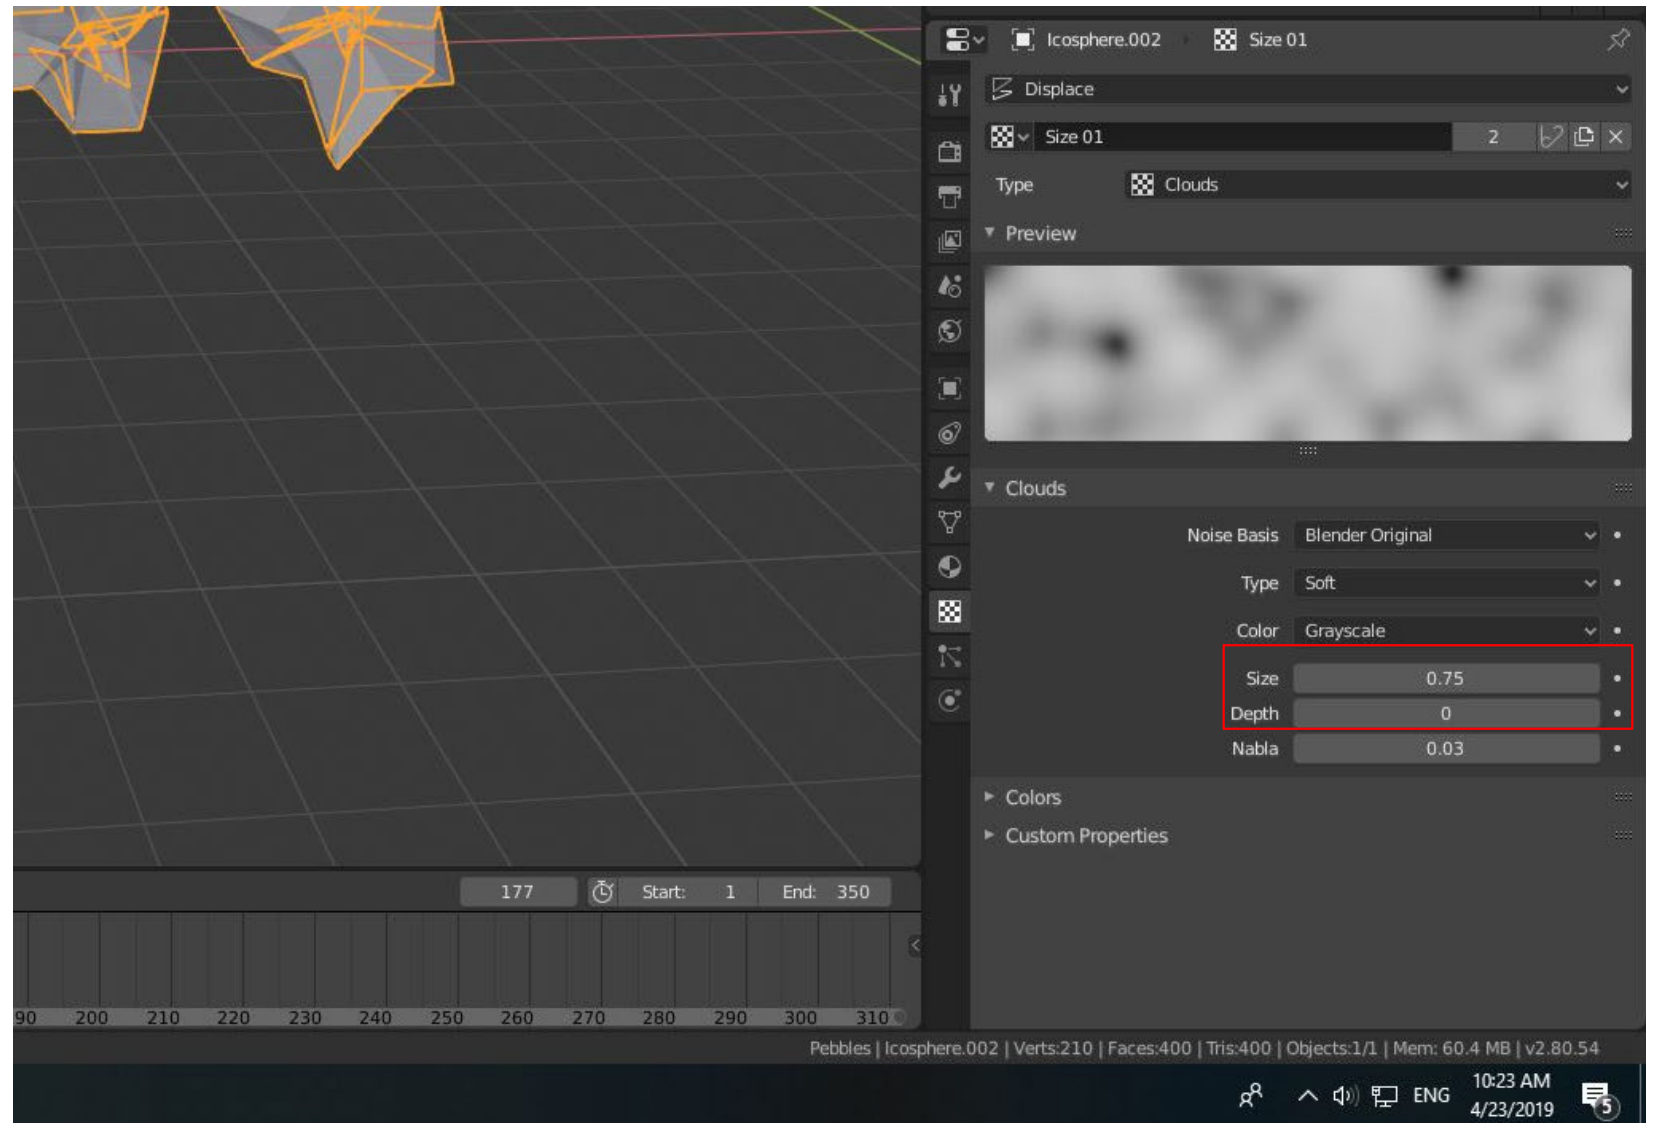 Icosphere.002 Size 01
Displace
Size 01 2
Type Clouds
Preview
Clouds
Noise Basis Blender Original
Type Soft
Color Grayscale
Size 0.75
Depth 0
Nabla 0.03
Colors
Custom Properties
177 Start: 1 End: 350
90 200 210 220 230 240 250 260 270 280 290 300 310
Pebbles | Icosphere.002 | Verts:210 | Faces:400 | Tris:400 | Objects:1/1 | Mem: 60.4 MB | v2.80.54
ENG
10:23 AM
4/23/2019
5